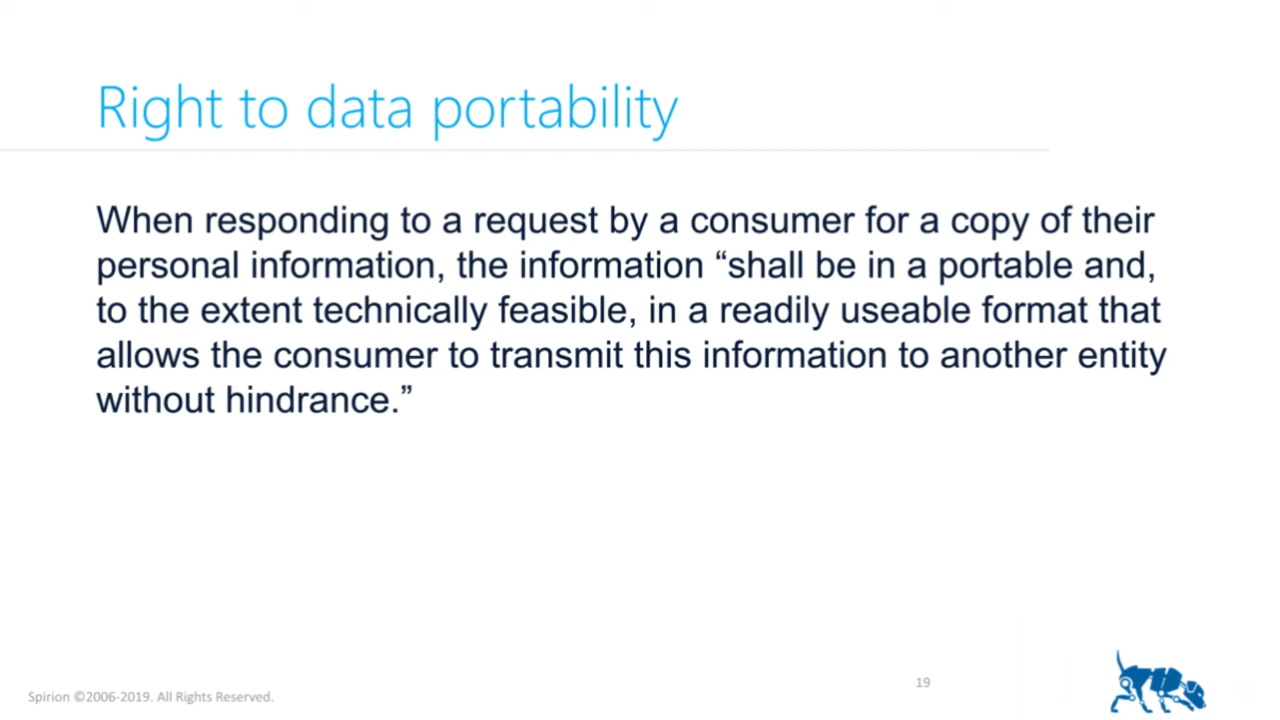 Right to data portability
When responding to a request by a consumer for a copy of their
personal information, the information “shall be in a portable and,
to the extent technically feasible, in a readily useable format that
allows the consumer to transmit this information to another entity
without hindrance.”
Spirion ©2006-2019. All Rights Reserved.
19